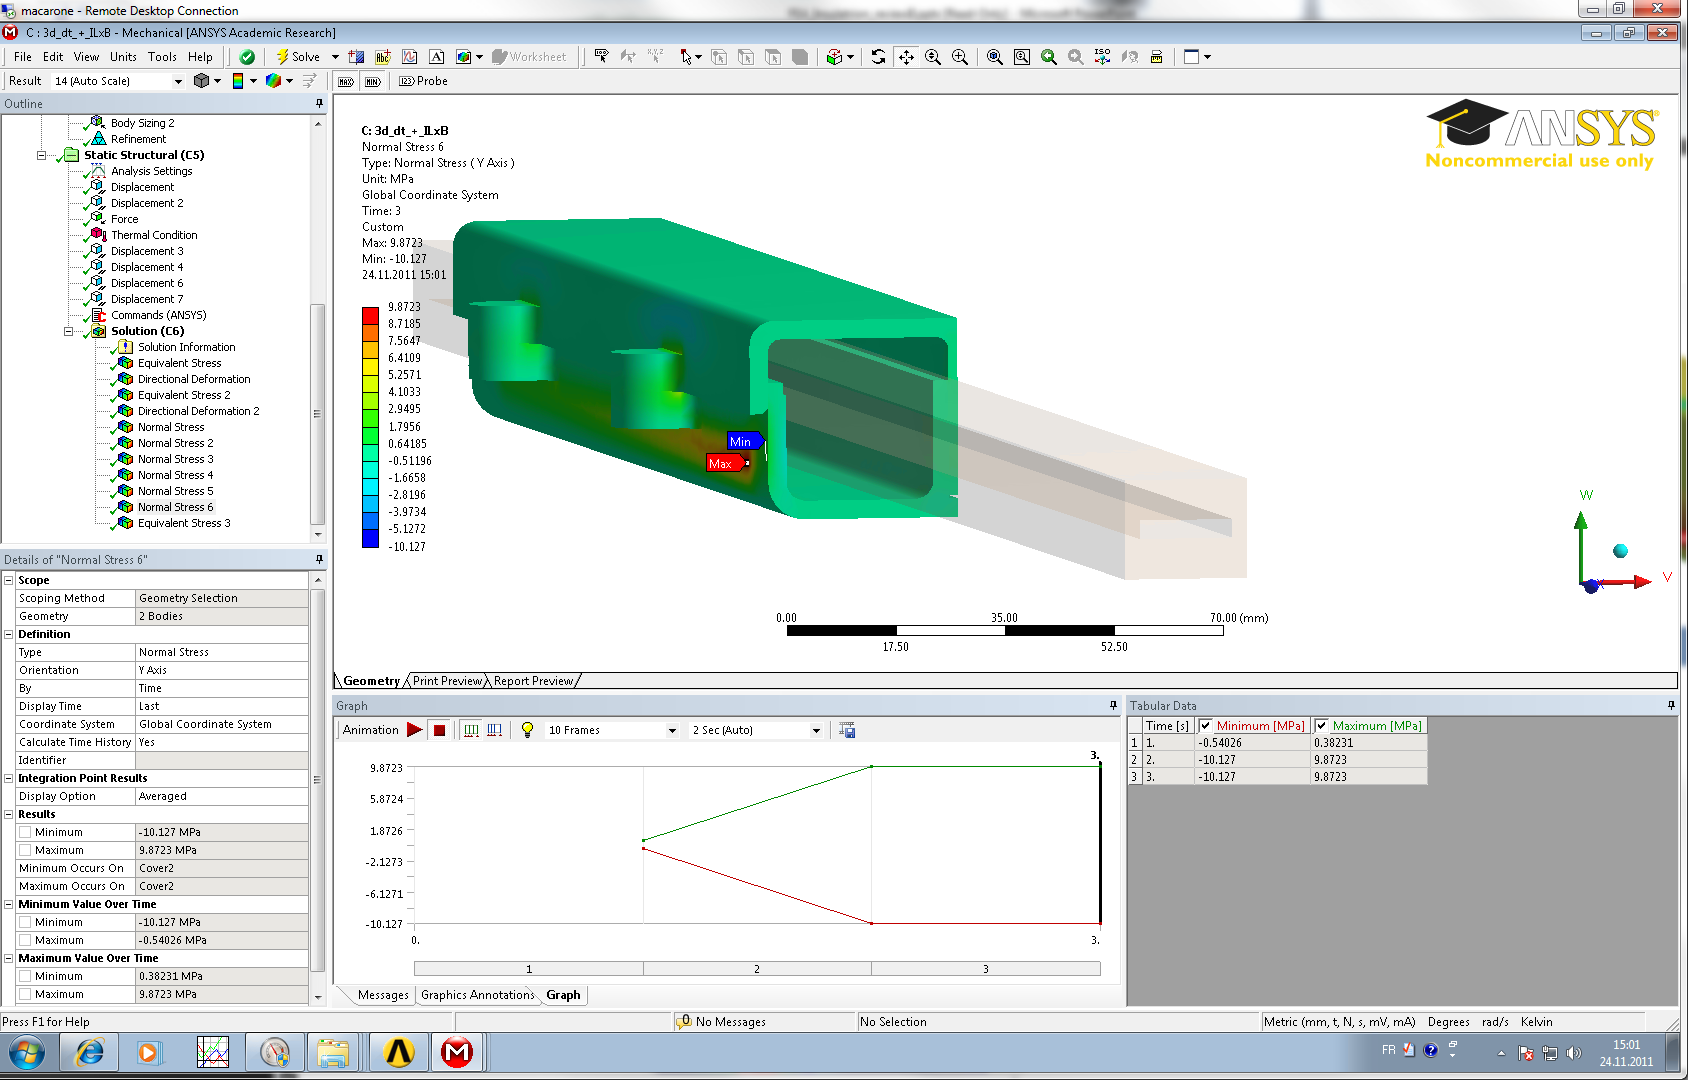 macarone - Remote Desktop Connection
C : 3d_dt_+_ILxB - Mechanical [ANSYS Academic Research]
File Edit View Units Tools Help Solve Worksheet
Result 14 (Auto Scale) MAX MIN Probe
Outline
Body Sizing 2
Refinement
Static Structural (C5)
Analysis Settings
Displacement
Displacement 2
Force
Thermal Condition
Displacement 3
Displacement 4
Displacement 6
Displacement 7
Commands (ANSYS)
Solution (C6)
Solution Information
Equivalent Stress
Directional Deformation
Equivalent Stress 2
Directional Deformation 2
Normal Stress
Normal Stress 2
Normal Stress 3
Normal Stress 4
Normal Stress 5
Normal Stress 6
Equivalent Stress 3
Details of "Normal Stress 6"
Scope
Scoping Method Geometry Selection
Geometry 2 Bodies
Definition
Type Normal Stress
Orientation Y Axis
By Time
Display Time Last
Coordinate System Global Coordinate System
Calculate Time History Yes
Identifier
Integration Point Results
Display Option Averaged
Results
Minimum -10.127 MPa
Maximum 9.8723 MPa
Minimum Occurs On Cover2
Maximum Occurs On Cover2
Minimum Value Over Time
Minimum -10.127 MPa
Maximum -0.54026 MPa
Maximum Value Over Time
Minimum 0.38231 MPa
Maximum 9.8723 MPa
C: 3d_dt_+_ILxB
Normal Stress 6
Type: Normal Stress ( Y Axis )
Unit: MPa
Global Coordinate System
Time: 3
Custom
Max: 9.8723
Min: -10.127
24.11.2011 15:01
9.8723
8.7185
7.5647
6.4109
5.2571
4.1033
2.9495
1.7956
0.64185
-0.51196
-1.6658
-2.8196
-3.9734
-5.1272
-10.127
Min
Max
ANSYS
Noncommercial use only
W
V
0.00 35.00 70.00 (mm)
17.50 52.50
Geometry Print Preview Report Preview
Graph
Animation 10 Frames 2 Sec (Auto)
3.
9.8723
5.8724
1.8726
-2.1273
-6.1271
-10.127
0. 3.
1 2 3
Messages Graphics Annotations Graph
Tabular Data
Time [s] Minimum [MPa] Maximum [MPa]
1 1. -0.54026 0.38231
2 2. -10.127 9.8723
3 3. -10.127 9.8723
Press F1 for Help 0 No Messages No Selection Metric (mm, t, N, s, mV, mA) Degrees rad/s Kelvin
FR 15:01
24.11.2011